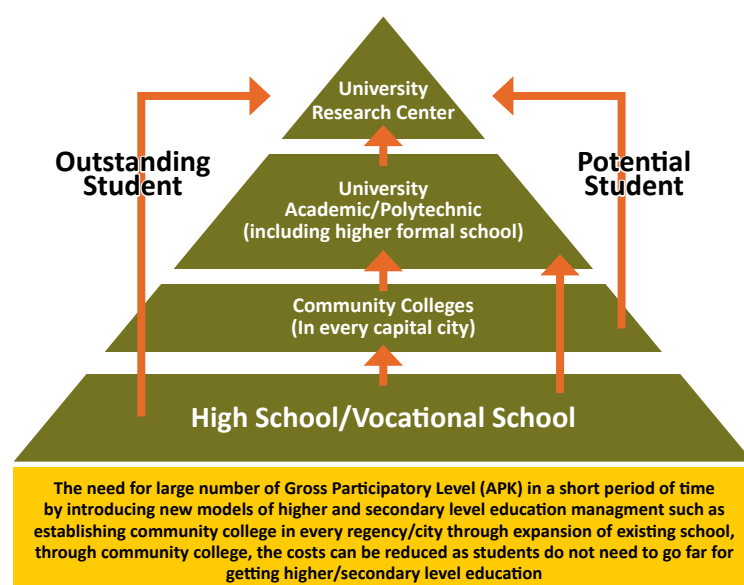 University
Research Center
Outstanding
Student
Potential
Student
University
Academic/Polytechnic
(including higher formal school)
Community Colleges
(In every capital city)
High School/Vocational School
The need for large number of Gross Participatory Level (APK) in a short period of time
by introducing new models of higher and secondary level education managment such as
establishing community college in every regency/city through expansion of existing school,
through community college, the costs can be reduced as students do not need to go far for
getting higher/secondary level education